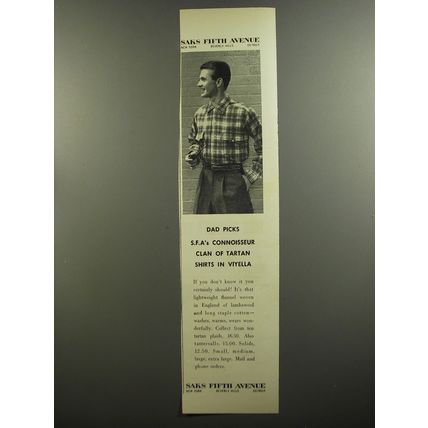 SAKS FIFTH AVENUE
NEW YORK BEVERLY HILLS DETROIT
DAD PICKS
S.F.A's CONNOISSEUR
CLAN OF TARTAN
SHIRTS IN VIYELLA
If you don't know it you
certainly should! It's that
lightweight flannel woven
in England of lambswool
and long staple cotton—
washes, warms, wears won-
derfully. Collect from ten
tartan plaids. 16.50. Also
tattersalls. 15.00. Solids,
12.50. Small, medium,
large, extra large. Mail and
phone orders.
SAKS FIFTH AVENUE
NEW YORK BEVERLY HILLS DETROIT